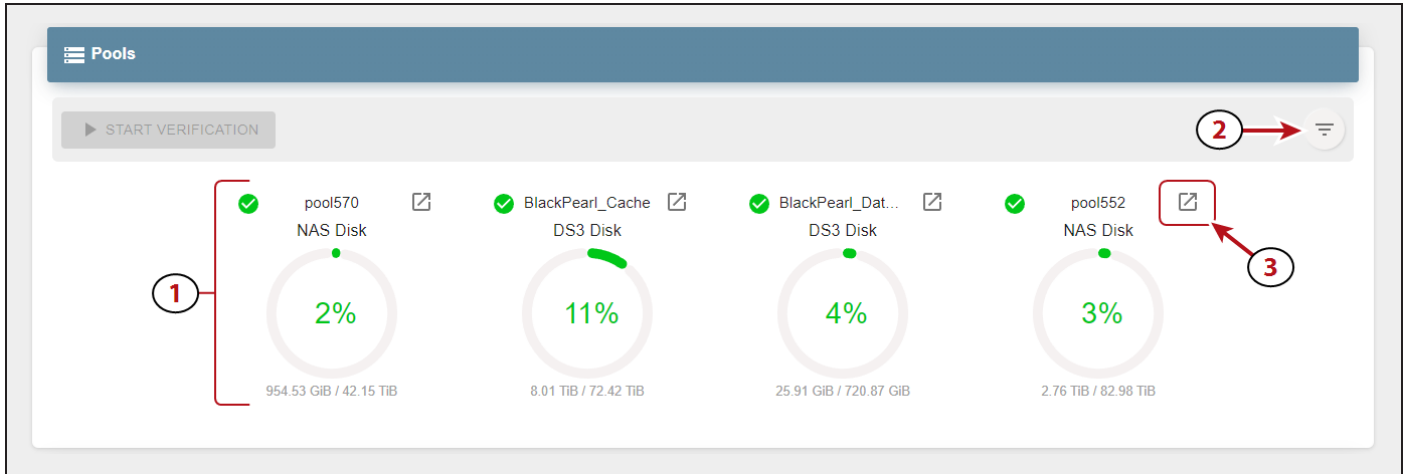 Pools
START VERIFICATION
2
pool570
BlackPearl_Cache
BlackPearl_Dat...
pool552
NAS Disk
DS3 Disk
DS3 Disk
NAS Disk
3
1
2%
11%
4%
3%
954.53 GiB / 42.15 TiB
8.01 TiB / 72.42 TiB
25.91 GiB / 720.87 GiB
2.76 TiB / 82.98 TiB